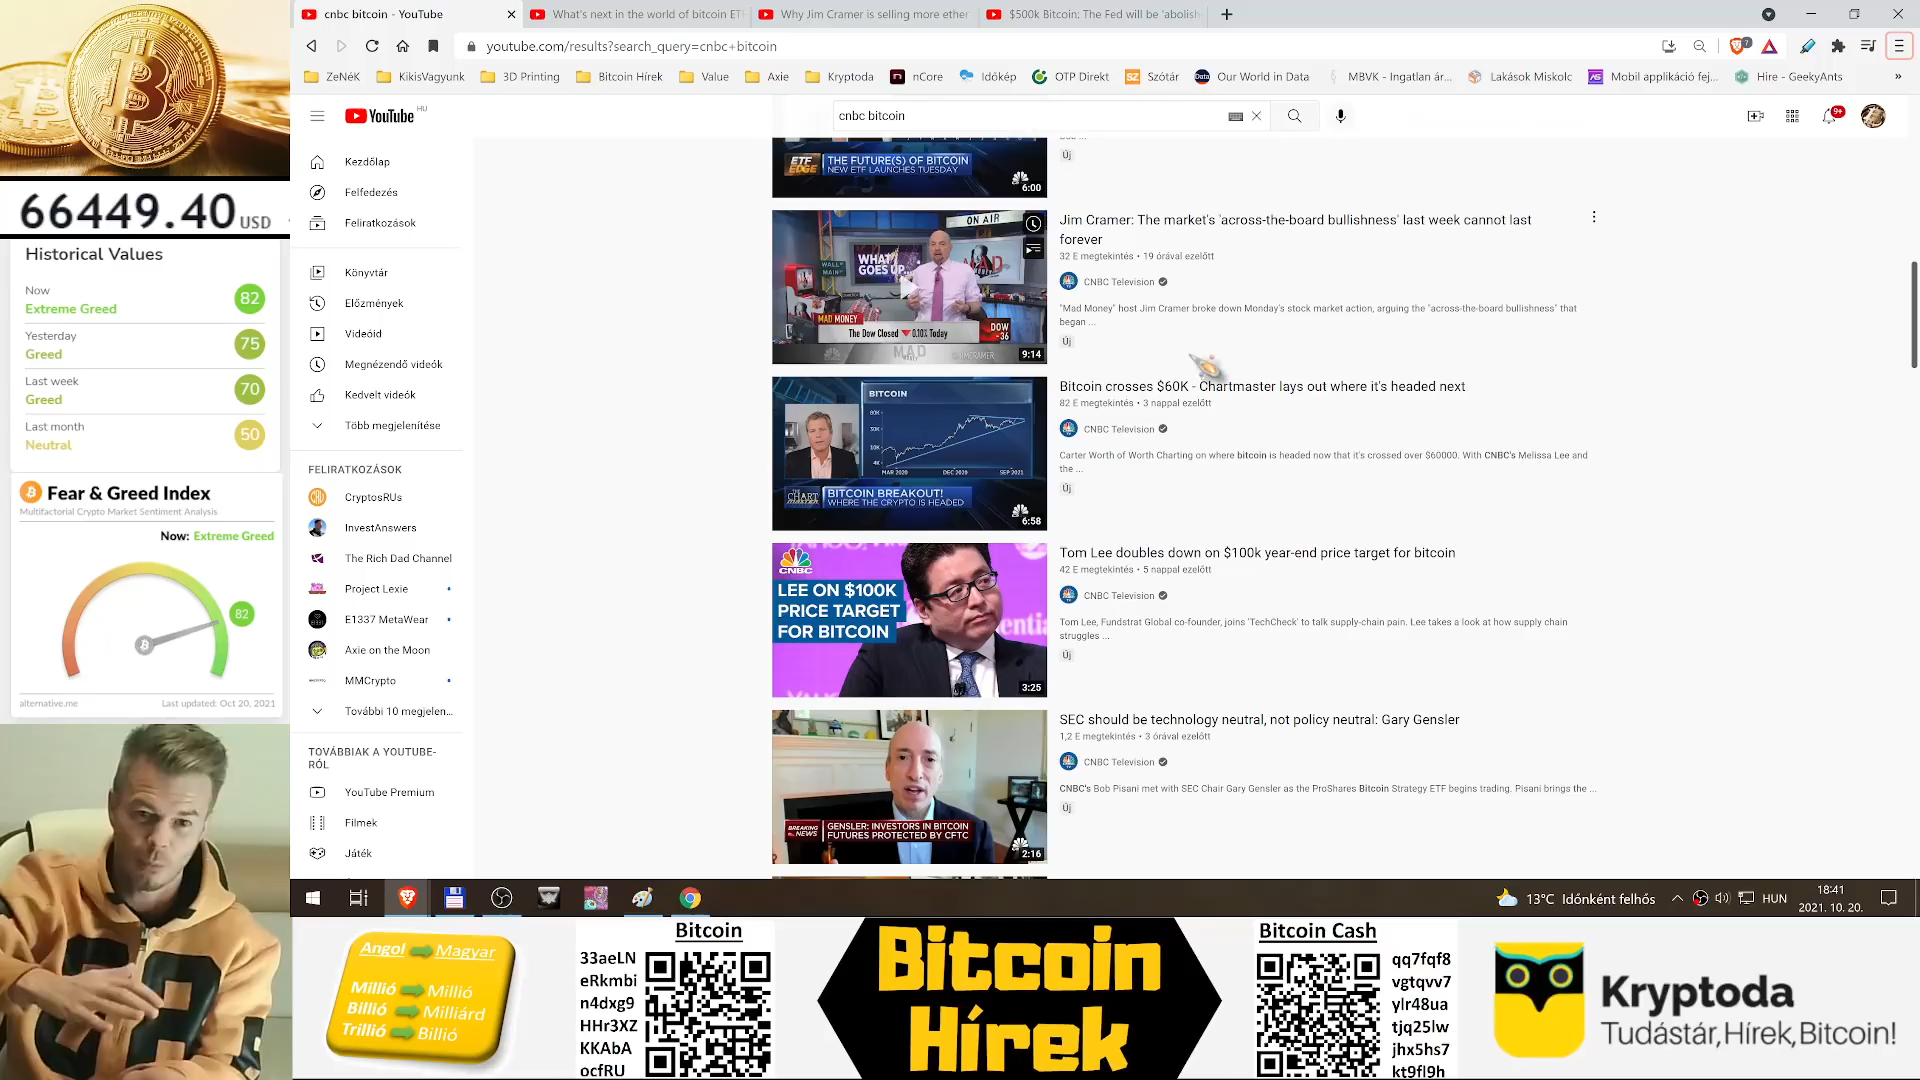 cnbc bitcoin - YouTube
What's next in the world of bitcoin ETF
Why Jim Cramer is selling more ether
$500k Bitcoin: The Fed will be 'abolish
youtube.com/results?search_query=cnbc+bitcoin
ZeNéK
KikisVagyunk
3D Printing
Bitcoin Hírek
Value
Axie
Kryptoda
nCore
Időkép
OTP Direkt
Szótár
Our World in Data
MBVK - Ingatlan ár...
Lakások Miskolc
Mobil applikáció fej...
Hire - GeekyAnts
YouTube HU
cnbc bitcoin
9+
66449.40 USD
Historical Values
Now
Extreme Greed
82
Yesterday
Greed
75
Last week
Greed
70
Last month
Neutral
50
Fear & Greed Index
Multifactorial Crypto Market Sentiment Analysis
Now: Extreme Greed
82
alternative.me
Last updated: Oct 20, 2021
Kezdőlap
Felfedezés
Feliratkozások
Könyvtár
Előzmények
Videóid
Megnézendő videók
Kedvelt videók
Több megjelenítése
FELIRATKOZÁSOK
CryptosRUs
InvestAnswers
The Rich Dad Channel
Project Lexie
E1337 MetaWear
Axie on the Moon
MMCrypto
További 10 megjelen...
TOVÁBBIAK A YOUTUBE-
RÓL
YouTube Premium
Filmek
Játék
ETF EDGE
THE FUTURE(S) OF BITCOIN
NEW ETF LAUNCHES TUESDAY
6:00
Új
ON AIR
WHAT GOES UP...
MAD MONEY
The Dow Closed ▼ 0.10% Today
DOW -36
MAD
@JIMCRAMER
9:14
Jim Cramer: The market's 'across-the-board bullishness' last week cannot last
forever
32 E megtekintés • 19 órával ezelőtt
CNBC Television
"Mad Money" host Jim Cramer broke down Monday's stock market action, arguing the "across-the-board bullishness" that
began ...
Új
BITCOIN
MAR 2020
DEC 2020
SEP 2021
THE CHART MASTER
BITCOIN BREAKOUT!
WHERE THE CRYPTO IS HEADED
6:58
Bitcoin crosses $60K - Chartmaster lays out where it's headed next
82 E megtekintés • 3 nappal ezelőtt
CNBC Television
Carter Worth of Worth Charting on where bitcoin is headed now that it's crossed over $60000. With CNBC's Melissa Lee and
the ...
Új
CNBC
LEE ON $100K
PRICE TARGET
FOR BITCOIN
3:25
Tom Lee doubles down on $100k year-end price target for bitcoin
42 E megtekintés • 5 nappal ezelőtt
CNBC Television
Tom Lee, Fundstrat Global co-founder, joins 'TechCheck' to talk supply-chain pain. Lee takes a look at how supply chain
struggles ...
Új
BREAKING NEWS
GENSLER: INVESTORS IN BITCOIN
FUTURES PROTECTED BY CFTC
2:16
SEC should be technology neutral, not policy neutral: Gary Gensler
1,2 E megtekintés • 3 órával ezelőtt
CNBC Television
CNBC's Bob Pisani met with SEC Chair Gary Gensler as the ProShares Bitcoin Strategy ETF begins trading. Pisani brings the ...
Új
13°C Időnként felhős
HUN
18:41
2021. 10. 20.
Angol Magyar
Millió Millió
Billió Milliárd
Trillió Billió
Bitcoin
33aeLN
eRkmbi
n4dxg9
HHr3XZ
KKAbA
ocfRU
Bitcoin
Hírek
Bitcoin Cash
qq7fqf8
vgtqvv7
ylr48ua
tjq25lw
jhx5hs7
kt9fl9h
Kryptoda
Tudástár,Hírek,Bitcoin!